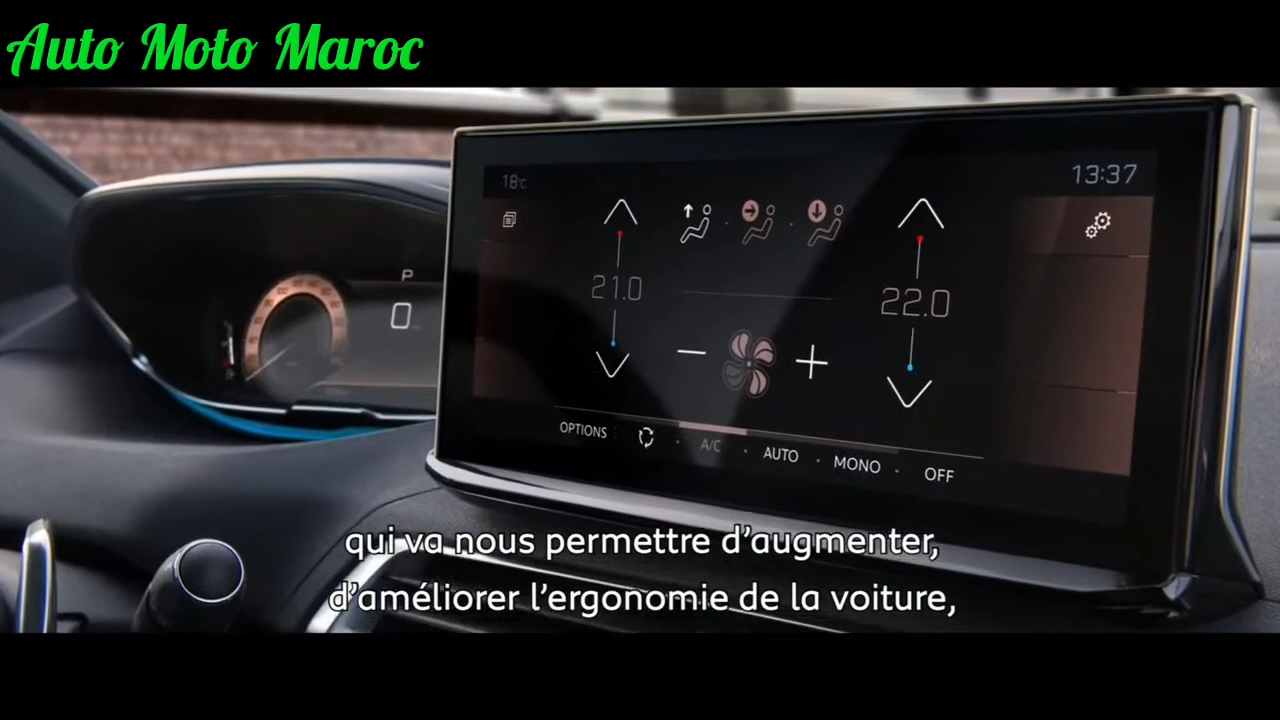 Auto Moto Maroc
18°C
13:37
P
0
21.0
22.0
OPTIONS
A/C
AUTO
MONO
OFF
qui va nous permettre d'augmenter,
d'améliorer l'ergonomie de la voiture,